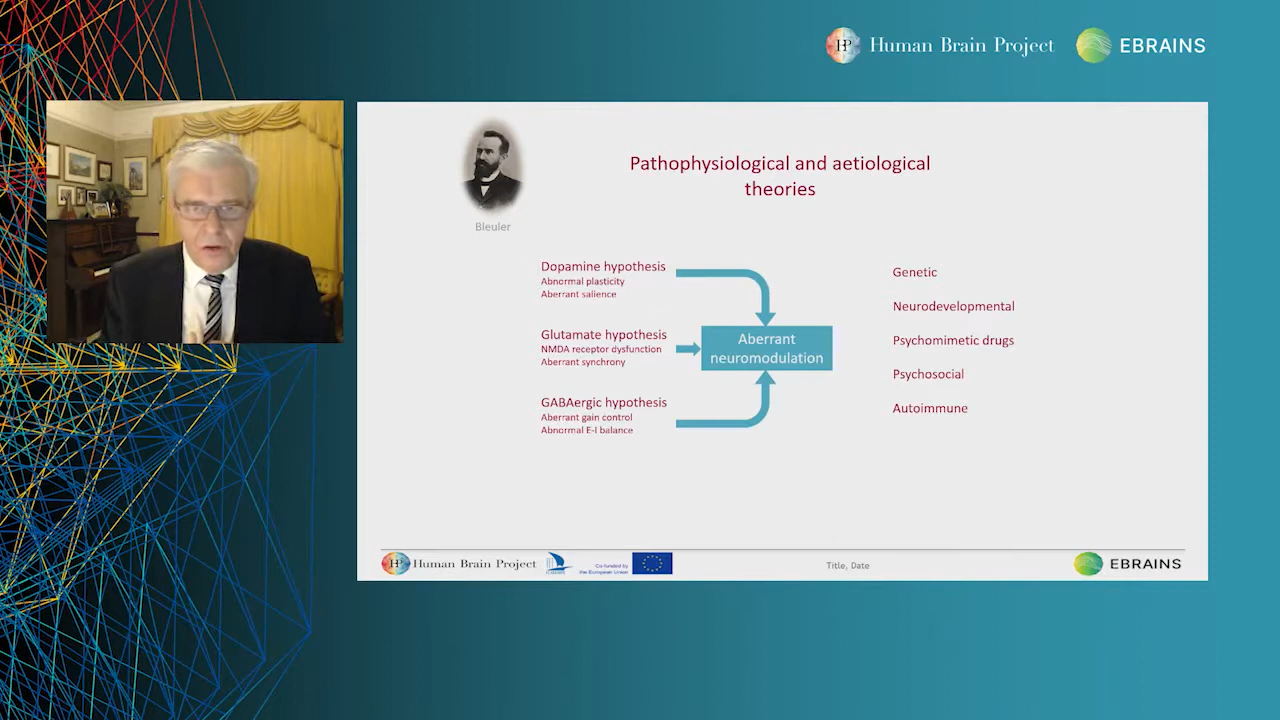 HP Human Brain Project
EBRAINS
Pathophysiological and aetiological
theories
Bleuler
Dopamine hypothesis
Abnormal plasticity
Aberrant salience
Glutamate hypothesis
NMDA receptor dysfunction
Aberrant synchrony
GABAergic hypothesis
Aberrant gain control
Abnormal E-I balance
Aberrant
neuromodulation
Genetic
Neurodevelopmental
Psychomimetic drugs
Psychosocial
Autoimmune
HP Human Brain Project
Co-funded by
the European Union
Title, Date
EBRAINS